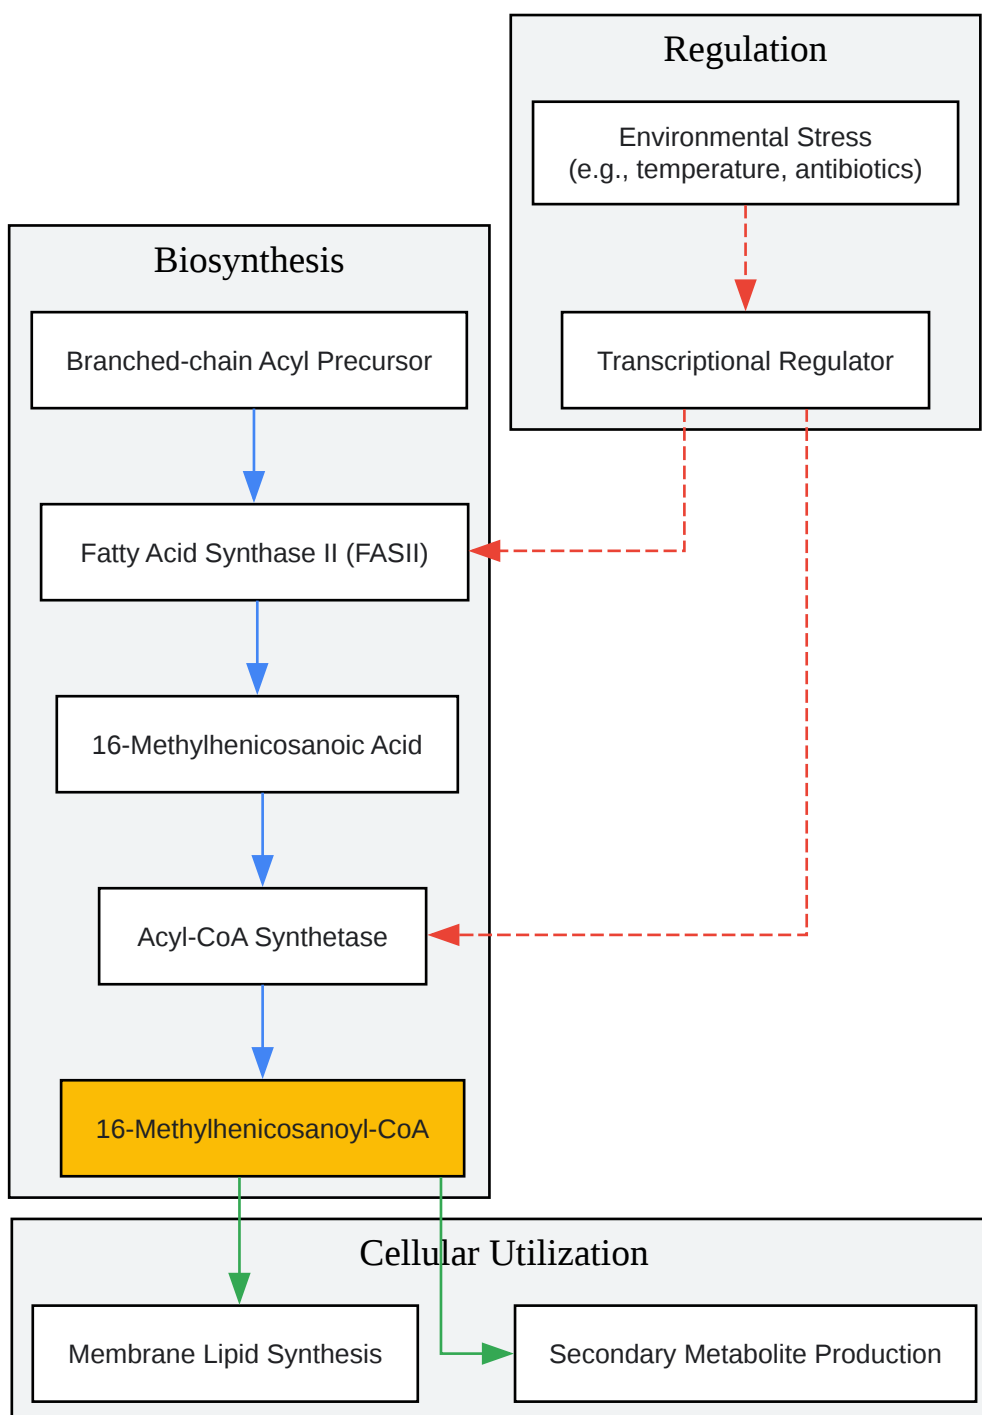 Regulation
Environmental Stress
(e.g., temperature, antibiotics)
Transcriptional Regulator
Biosynthesis
Branched-chain Acyl Precursor
Fatty Acid Synthase II (FASII)
16-Methylhenicosanoic Acid
Acyl-CoA Synthetase
16-Methylhenicosanoyl-CoA
Cellular Utilization
Membrane Lipid Synthesis
Secondary Metabolite Production